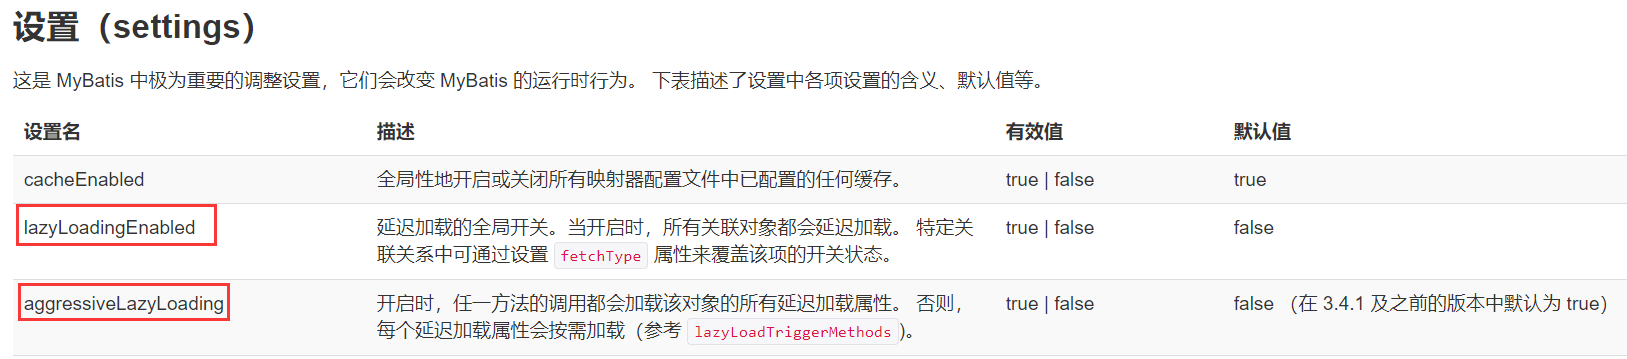 设置（settings）
这是 MyBatis 中极为重要的调整设置，它们会改变 MyBatis 的运行时行为。 下表描述了设置中各项设置的含义、默认值等。
设置名 描述 有效值 默认值
cacheEnabled 全局性地开启或关闭所有映射器配置文件中已配置的任何缓存。 true | false true
lazyLoadingEnabled 延迟加载的全局开关。当开启时，所有关联对象都会延迟加载。 特定关 true | false false
联关系中可通过设置 fetchType 属性来覆盖该项的开关状态。
aggressiveLazyLoading 开启时，任一方法的调用都会加载该对象的所有延迟加载属性。 否则， true | false false （在 3.4.1 及之前的版本中默认为 true）
每个延迟加载属性会按需加载（参考 lazyLoadTriggerMethods)。